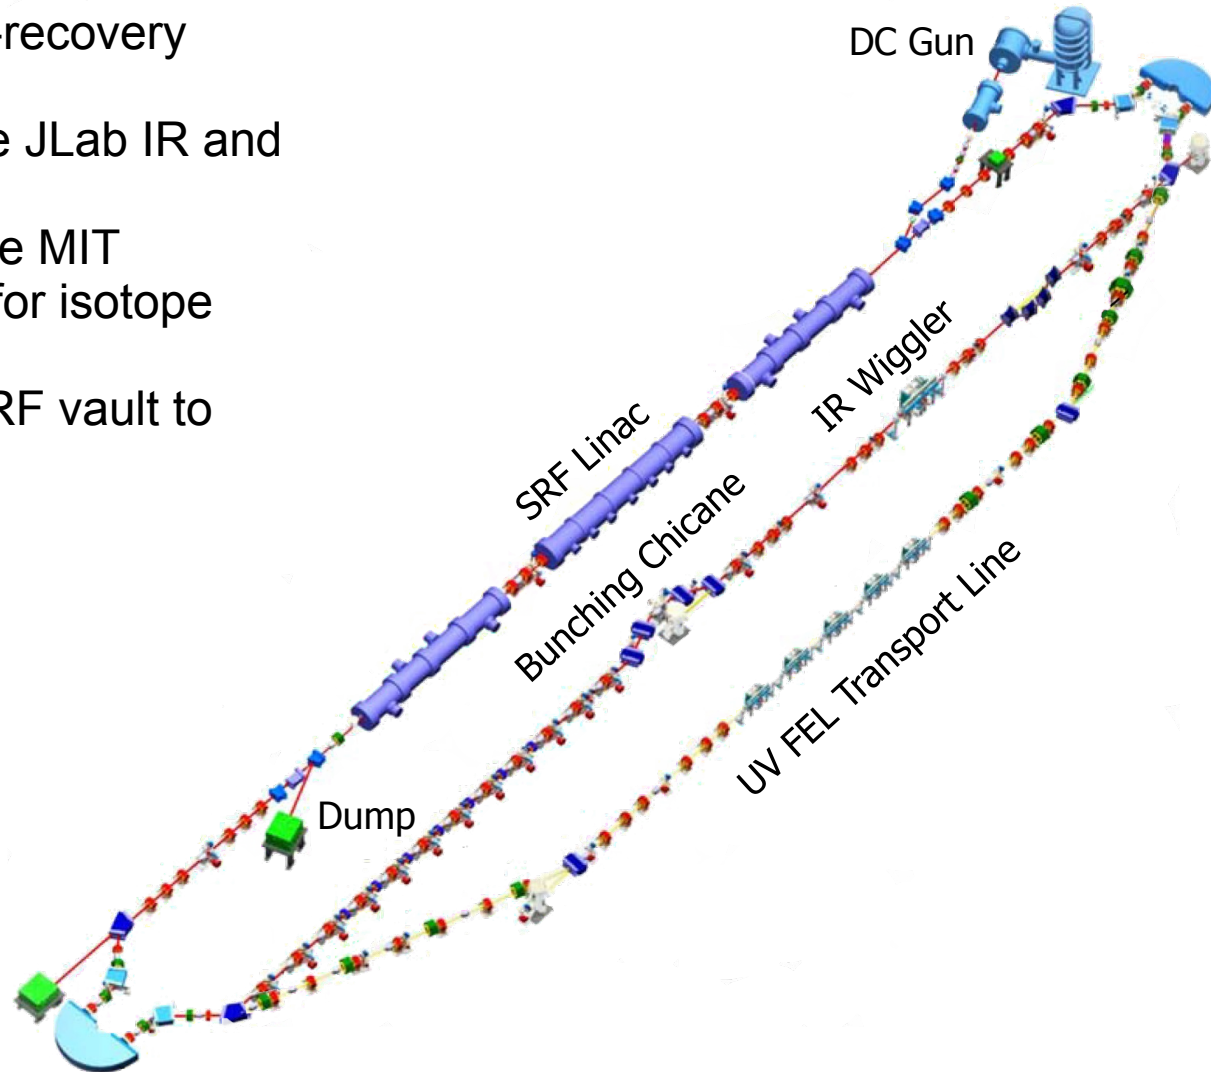 -recovery
DC Gun
e JLab IR and
e MIT
for isotope
RF vault to
IR Wiggler
SRF Linac
Bunching Chicane
UV FEL Transport Line
Dump